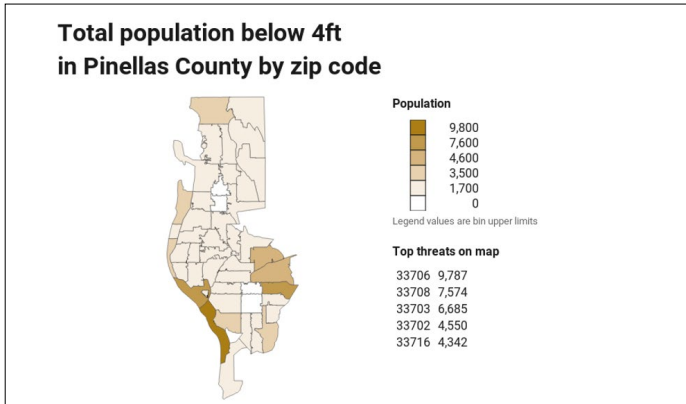 Total population below 4ft
in Pinellas County by zip code
Population
9,800
7,600
4,600
3,500
1,700
0
Legend values are bin upper limits
Top threats on map
33706 9,787
33708 7,574
33703 6,685
33702 4,550
33716 4,342